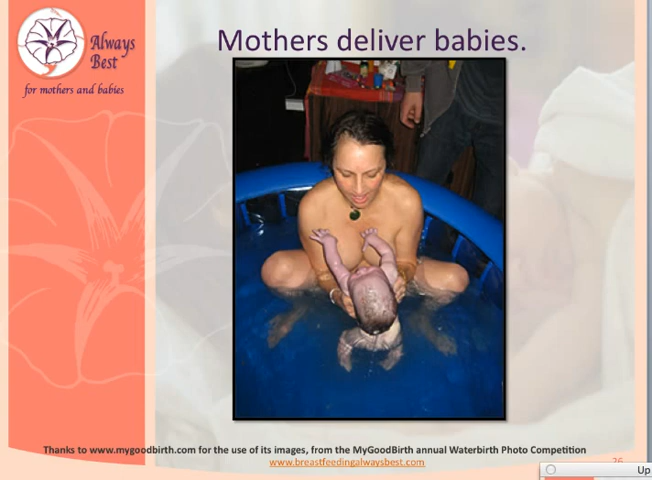 Mothers deliver babies.
Always
Best
for mothers and babies
Thanks to www.mygoodbirth.com for the use of its images, from the MyGoodBirth annual Waterbirth Photo Competition
www.breastfeedingalwaysbest.com
26
Up